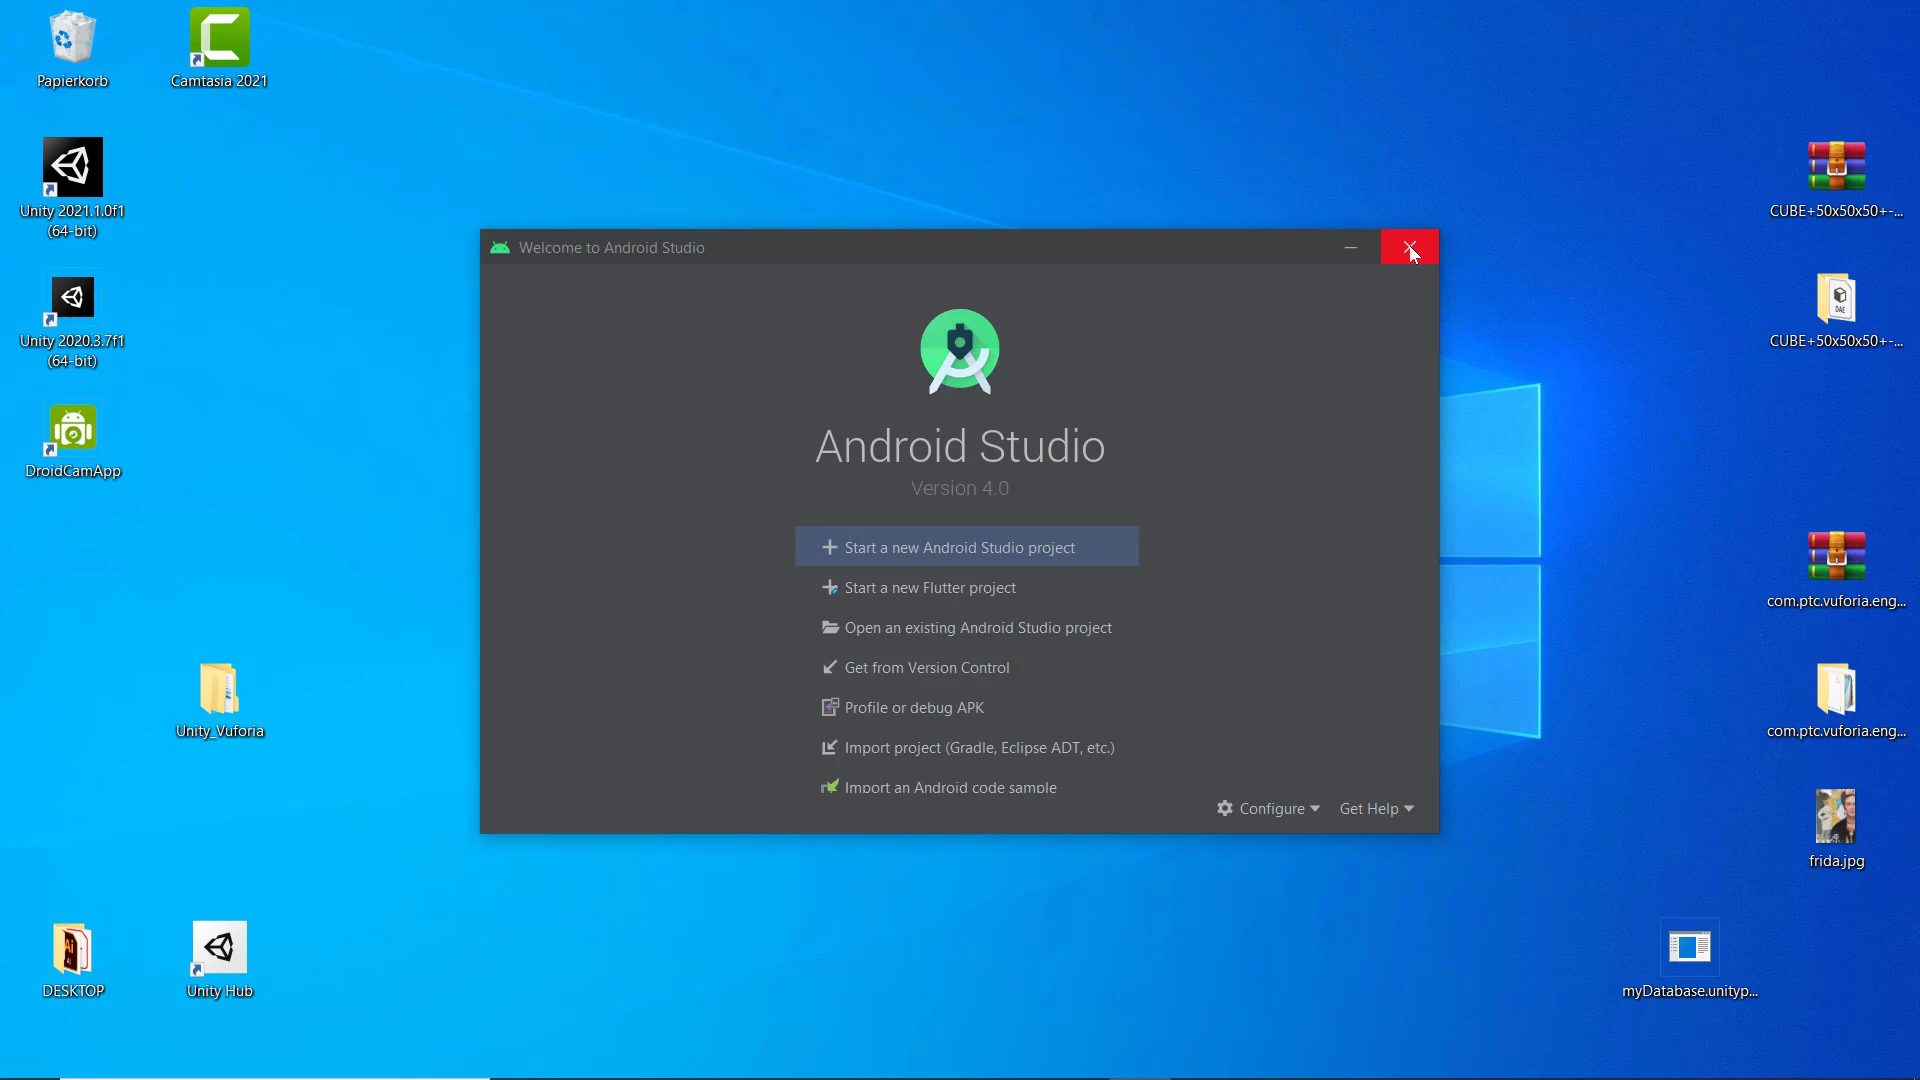 Papierkorb
Camtasia 2021
Unity 2021.1.0f1
(64-bit)
CUBE+50x50x50+-...
Welcome to Android Studio
Unity 2020.3.7f1
(64-bit)
DAE
CUBE+50x50x50+-...
DroidCamApp
Android Studio
Version 4.0
Start a new Android Studio project
Start a new Flutter project
Open an existing Android Studio project
Get from Version Control
Profile or debug APK
Import project (Gradle, Eclipse ADT, etc.)
Import an Android code sample
Configure
Get Help
com.ptc.vuforia.eng...
Unity_Vuforia
com.ptc.vuforia.eng...
frida.jpg
Ai
DESKTOP
Unity Hub
myDatabase.unityp...